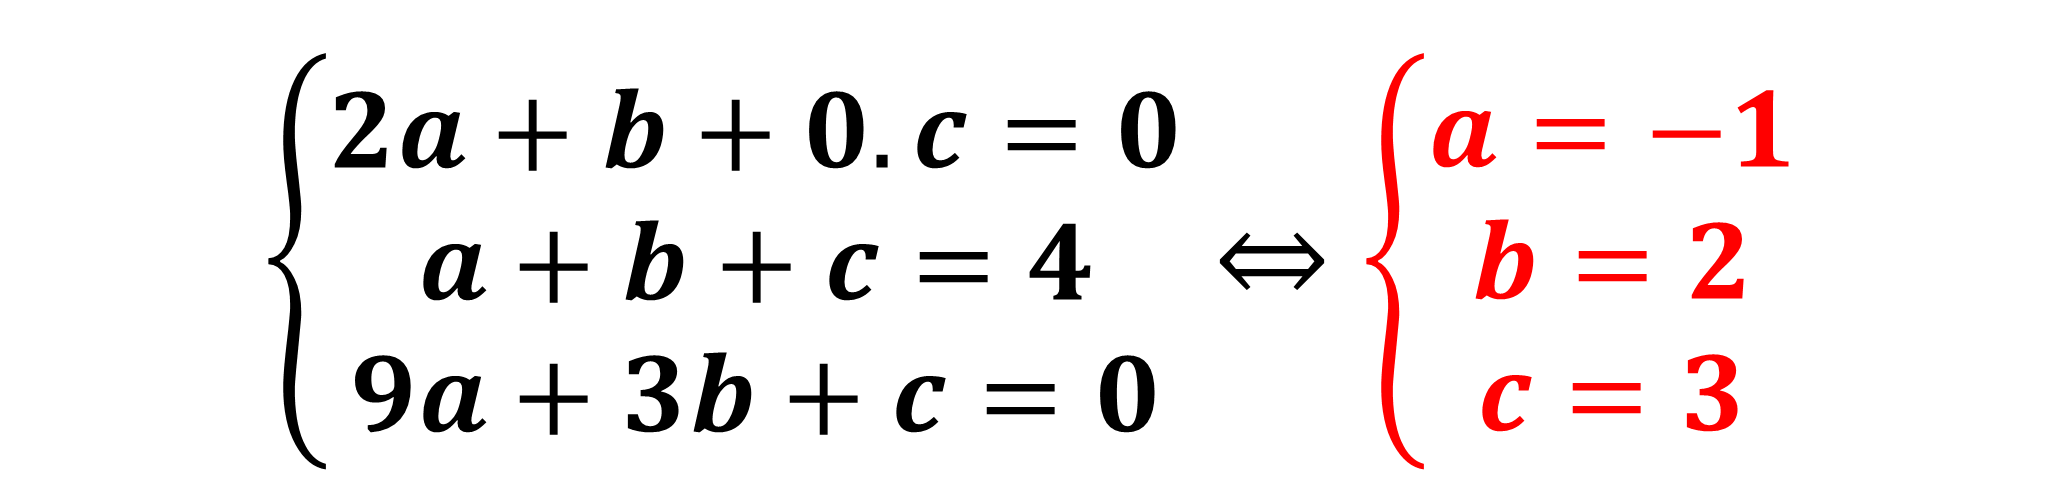 2a + b + 0.c = 0
a + b + c = 4 ⇔
9a + 3b + c = 0
a = −1
b = 2
c = 3